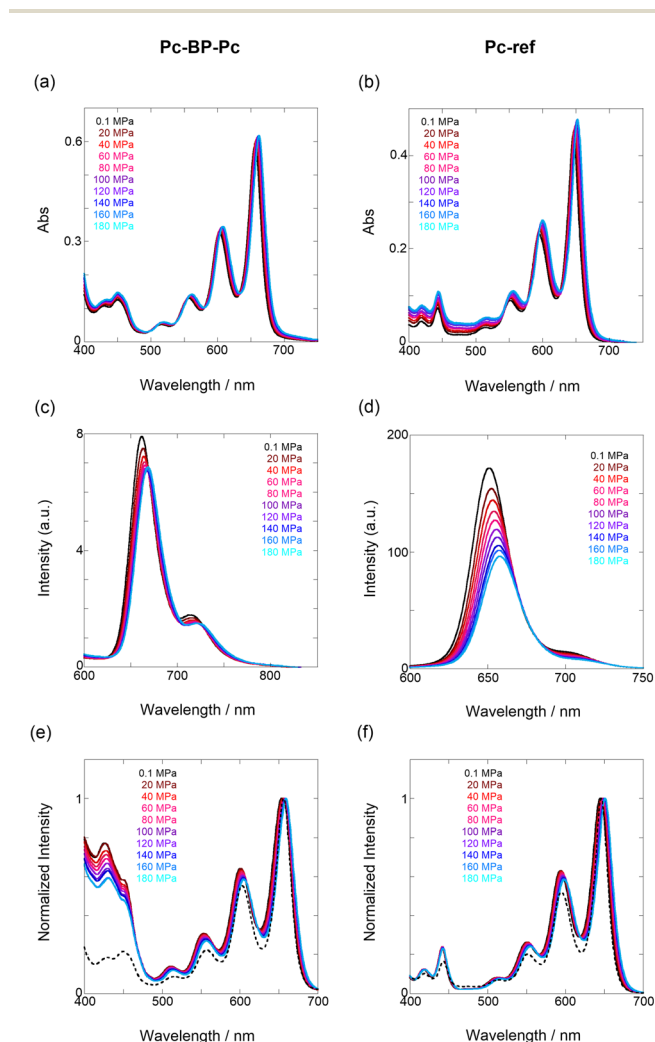 Pc-BP-Pc
Pc-ref
(a)
0.1 MPa
20 MPa
40 MPa
60 MPa
80 MPa
100 MPa
120 MPa
140 MPa
160 MPa
180 MPa
0.6
0.3
0
Abs
400 500 600 700
Wavelength / nm
(b)
0.1 MPa
20 MPa
40 MPa
60 MPa
80 MPa
100 MPa
120 MPa
140 MPa
160 MPa
180 MPa
0.4
0.2
0
Abs
400 500 600 700
Wavelength / nm
(c)
0.1 MPa
20 MPa
40 MPa
60 MPa
80 MPa
100 MPa
120 MPa
140 MPa
160 MPa
180 MPa
8
4
0
Intensity (a.u.)
600 700 800
Wavelength / nm
(d)
0.1 MPa
20 MPa
40 MPa
60 MPa
80 MPa
100 MPa
120 MPa
140 MPa
160 MPa
180 MPa
200
100
0
Intensity (a.u.)
600 650 700 750
Wavelength / nm
(e)
0.1 MPa
20 MPa
40 MPa
60 MPa
80 MPa
100 MPa
120 MPa
140 MPa
160 MPa
180 MPa
1
0
Normalized Intensity
400 500 600 700
Wavelength / nm
(f)
0.1 MPa
20 MPa
40 MPa
60 MPa
80 MPa
100 MPa
120 MPa
140 MPa
160 MPa
180 MPa
1
0
Normalized Intensity
400 500 600 700
Wavelength / nm